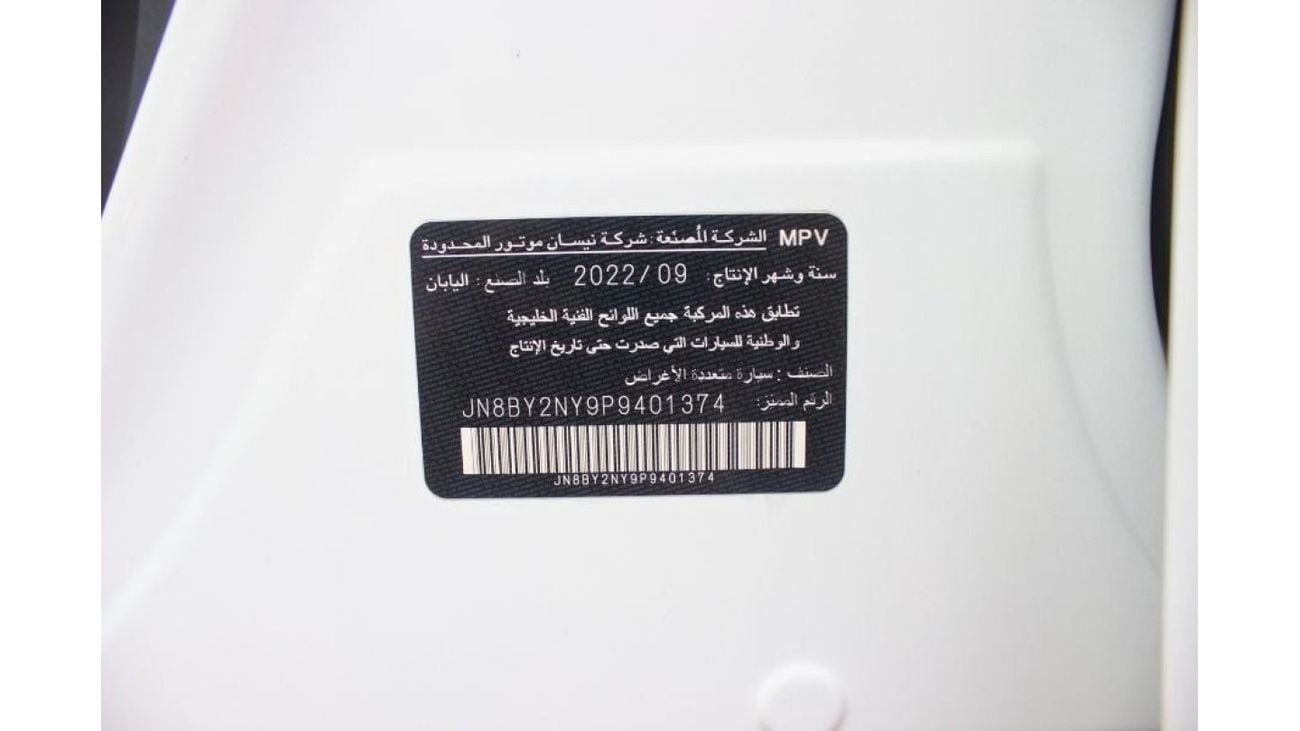 MPV الشركة المُصنّعة: شركة نيسان موتور المحدودة
سنة وشهر الإنتاج: 2022/09 بلد الصنع: اليابان
تطابق هذه المركبة جميع اللوائح الفنية الخليجية
والوطنية للسيارات التي صدرت حتى تاريخ الإنتاج
الصنف: سيارة متعددة الأغراض
الرقم المميز: JN8BY2NY9P9401374
JN8BY2NY9P9401374